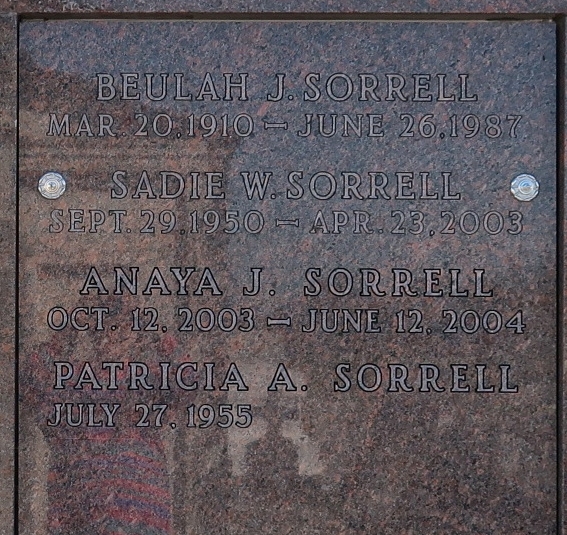 BEULAH J. SORRELL
MAR. 20, 1910 – JUNE 26, 1987
SADIE W. SORRELL
SEPT. 29, 1950 – APR. 23, 2003
ANAYA J. SORRELL
OCT. 12, 2003 – JUNE 12, 2004
PATRICIA A. SORRELL
JULY 27, 1955